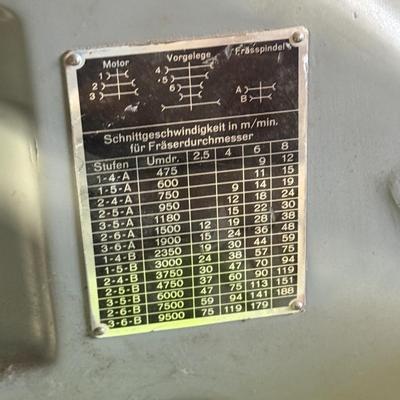 Motor Vorgelege Frässpindel
1 4 
2 5 A
3 6 B
Schnittgeschwindigkeit in m/min.
für Fräserdurchmesser
Stufen Umdr. 2,5 4 6 8
1-4-A 475 9 12
1-5-A 600 11 15
2-4-A 750 9 14 19
2-5-A 950 12 18 24
3-5-A 1180 15 22 30
2-6-A 1500 12 19 28 38
3-6-A 1900 15 24 36 48
1-4-B 2350 19 30 44 59
1-5-B 3000 24 38 57 75
2-4-B 3750 30 47 94
2-5-B 4750 37 60 90 119
3-5-B 6000 47 75 113 151
2-6-B 7500 59 94 141 188
3-6-B 9500 75 119 179